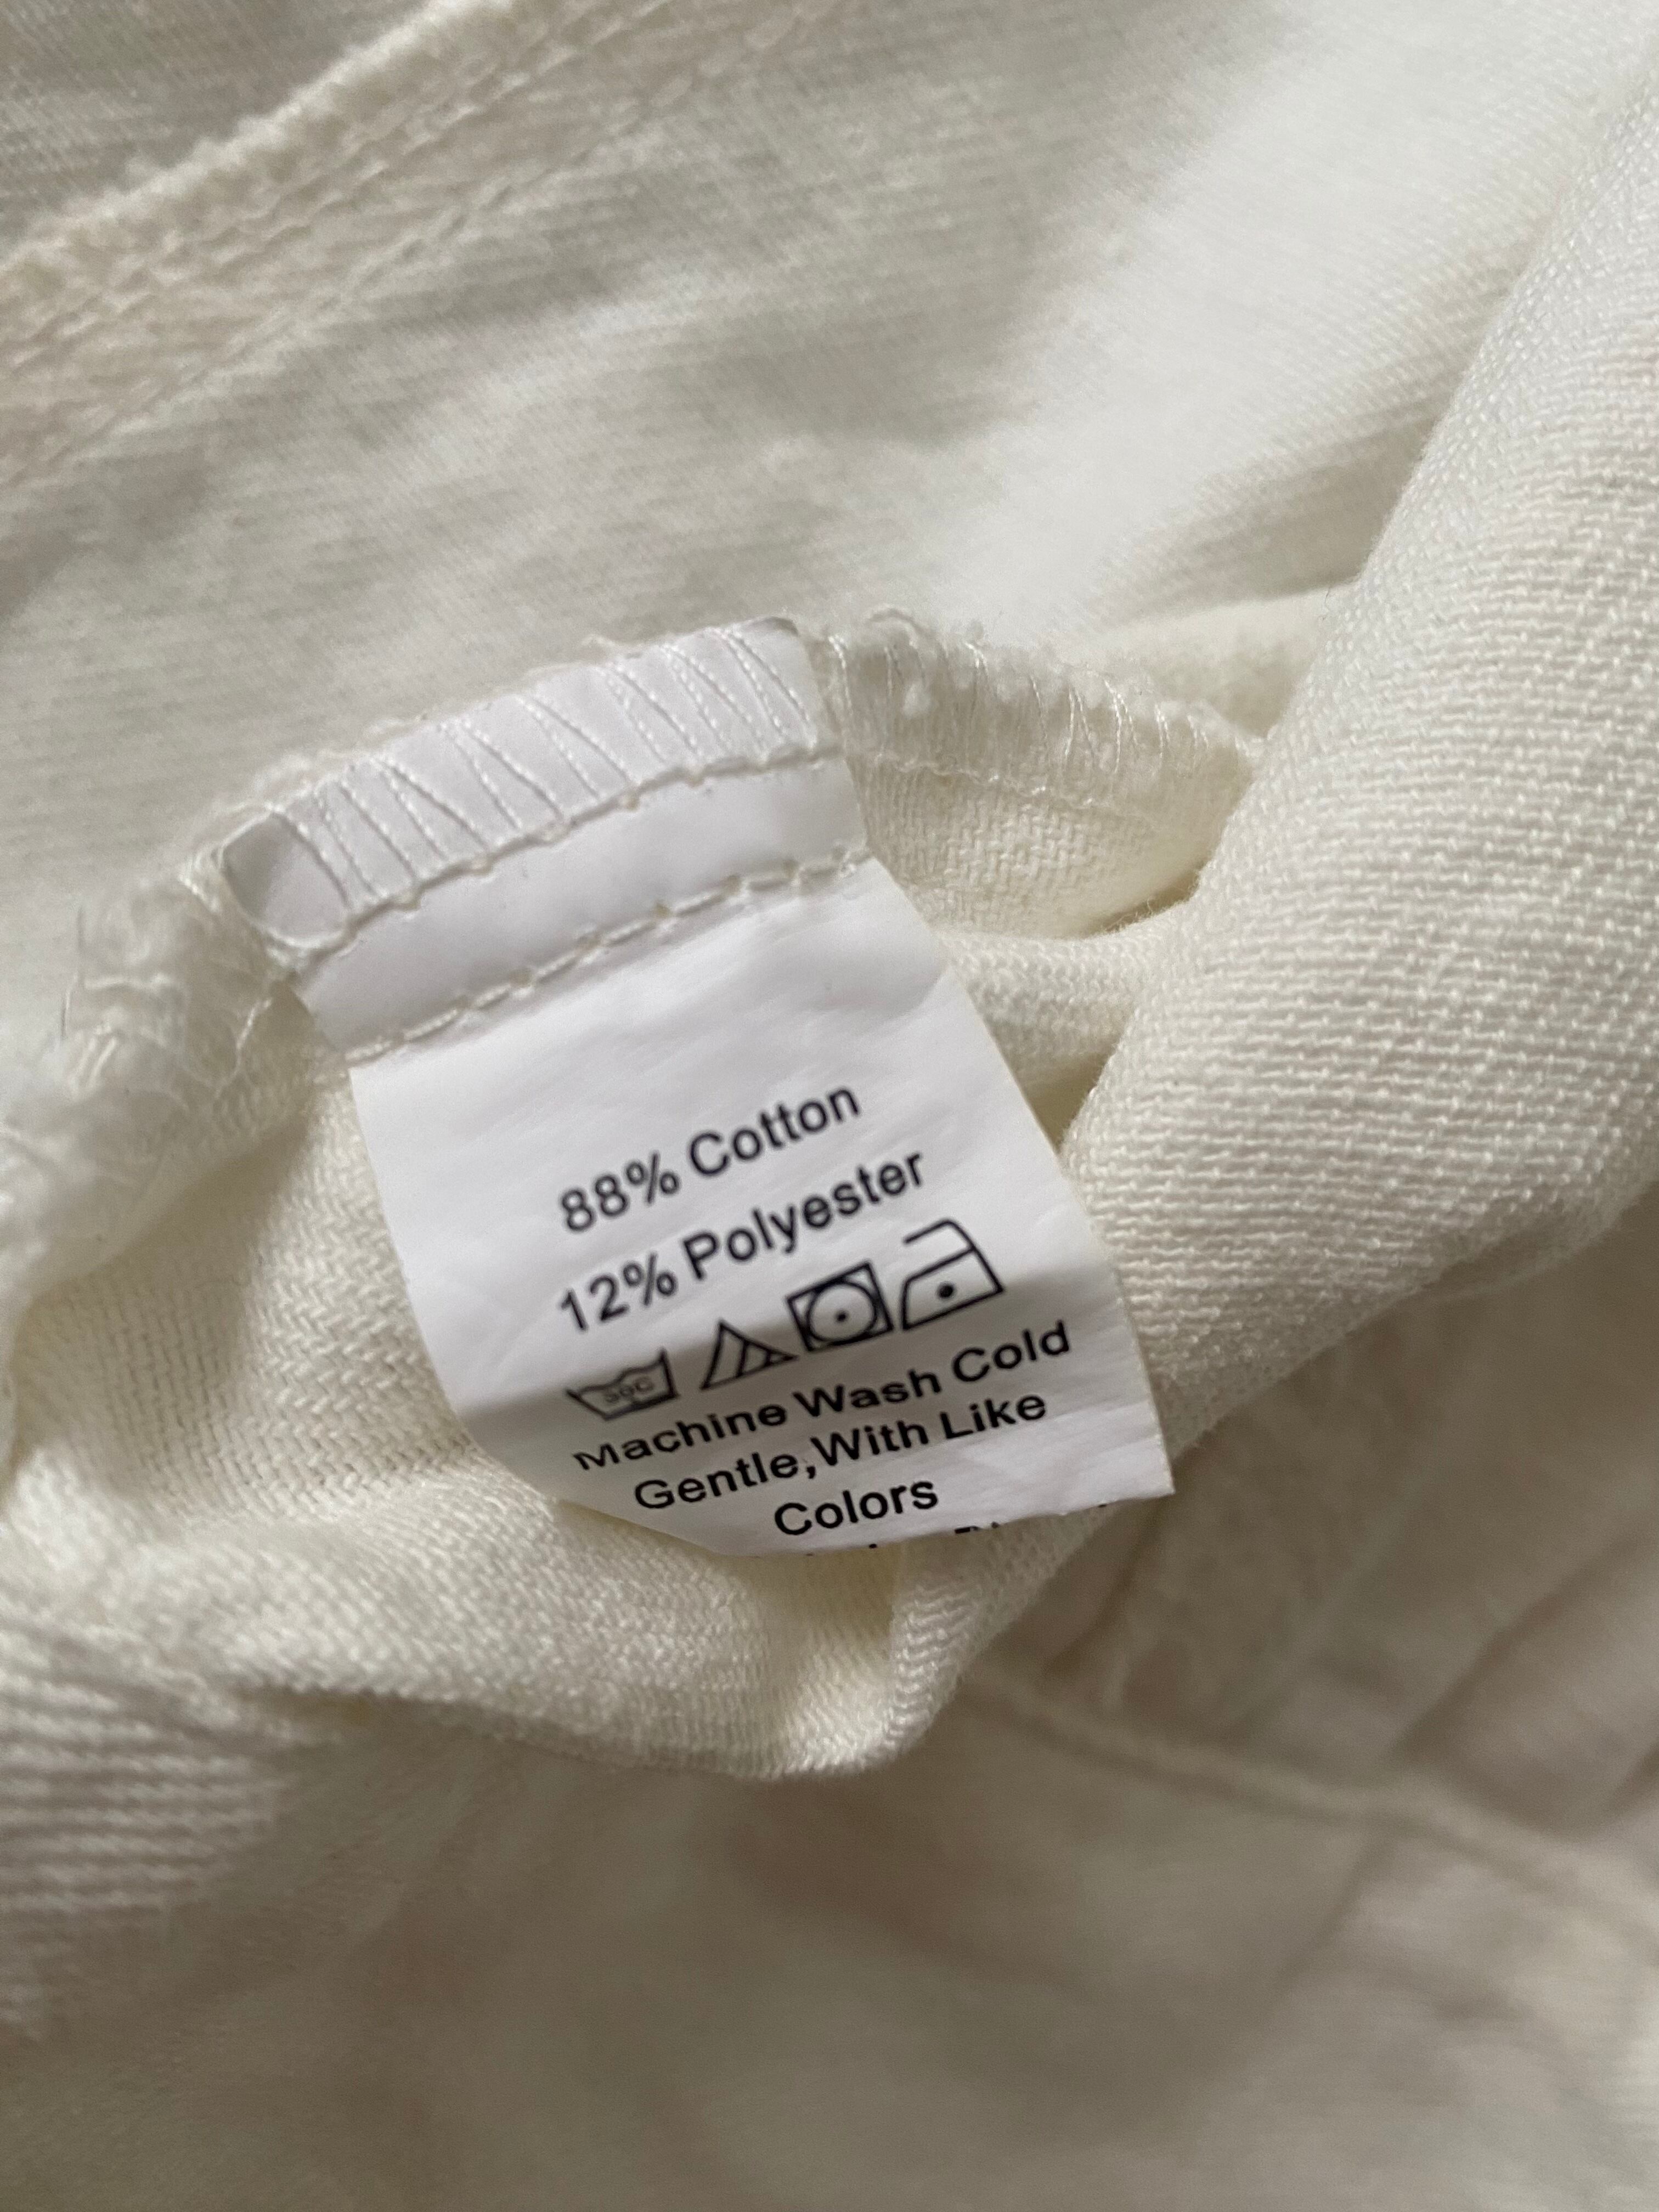 88% Cotton
12% Polyester
30C
Machine Wash Cold
Gentle,With Like
Colors